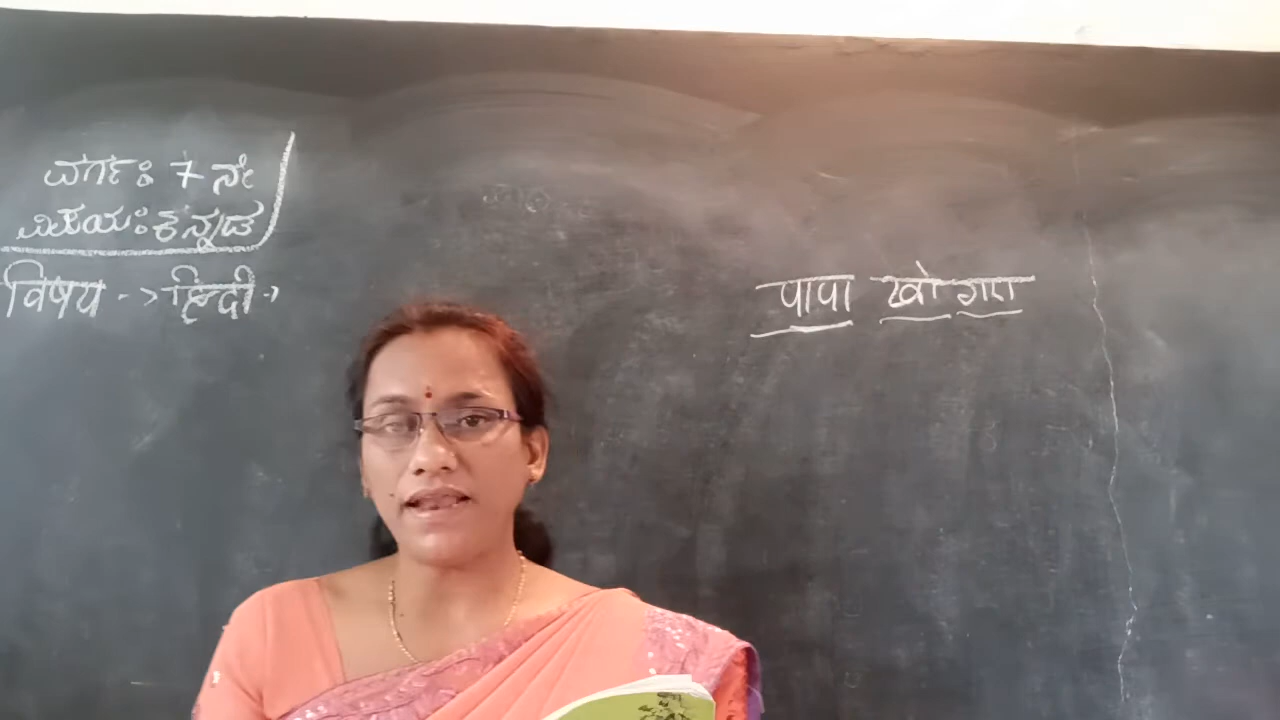 ವರ್ಗ: 7 ನೇ
ವಿಷಯ: ಕನ್ನಡ
विषय --> हिन्दी ->
पापा खो गए